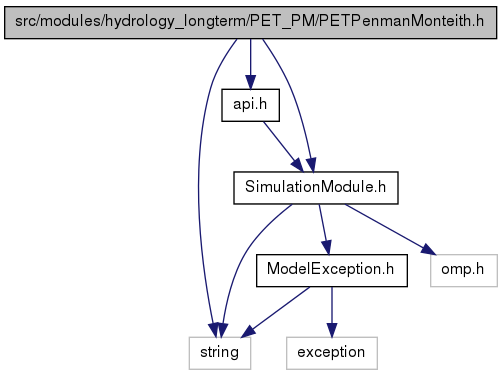 src/modules/hydrology_longterm/PET_PM/PETPenmanMonteith.h
api.h
SimulationModule.h
ModelException.h
omp.h
string
exception